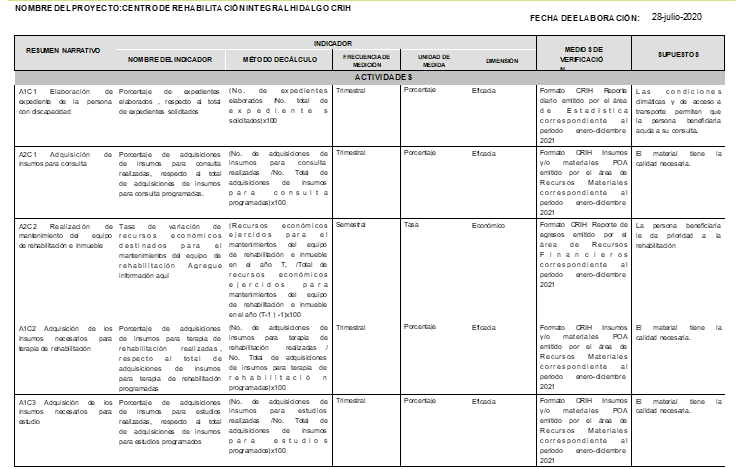 NOMBRE DEL PROYECTO:CENTRO DE REHABILITACIÓN INTEGRAL HIDALGO CRIH
FECHA DE ELABORACIÓN: 28-julio-2020
RESUMEN NARRATIVO
INDICADOR
NOMBRE DEL INDICADOR
MÉTODO DE CÁLCULO
FRECUENCIA DE
MEDICIÓN
UNIDAD DE
MEDIDA
DIMENSIÓN
MEDIOS DE
VERIFICACIÓ
N
SUPUESTOS
ACTIVIDADES
A1C1 Elaboración de
expediente de la persona
con discapacidad
Porcentaje de expedientes
elaborados , respecto al total
de expedientes solicitados
(No. de expedientes
elaborados /No. total de
expedientes
solicitados)x100
Trimestral
Porcentaje
Eficacia
Formato CRIH Reporte
diario emitido por el área
de Estadística
correspondiente al
período enero-diciembre
2021
Las condiciones
climáticas y de acceso a
transporte permiten que
la persona beneficiaria
acuda a su consulta.
A2C1 Adquisición de
insumos para consulta
Porcentaje de adquisiciones
de insumos para consulta
realizadas, respecto al total
de adquisiciones de insumos
para consulta programadas.
(No. de adquisiciones de
insumos para consulta
realizadas /No. Total de
adquisiciones de insumos
para consulta
programadas)x100
Trimestral
Porcentaje
Eficacia
Formato CRIH Insumos
y/o materiales POA
emitido por el área de
Recursos Materiales
correspondiente al
período enero-diciembre
2021
El material tiene la
calidad necesaria.
A2C2 Realización de
mantenimiento del equipo
de rehabilitación e inmueble
Tasa de variación de
recursos económicos
destinados para el
mantenimientos del equipo de
rehabilitación Agregue
información aquí
(Recursos económicos
ejercidos para el
mantenimientos del equipo
de rehabilitación e inmueble
en el año T, /Total de
recursos económicos
ejercidos para
mantenimientos del equipo
de rehabilitación e inmueble
en el año (T-1 ) -1)x100
Semestral
Tasa
Económico
Formato CRIH Reporte de
egresos emitido por el
área de Recursos
Financieros
correspondiente al
período enero-diciembre
2021
La persona beneficiaria
le da prioridad a la
rehabilitación
A1C2 Adquisición de los
insumos necesarios para
terapia de rehabilitación
Porcentaje de adquisiciones
de insumos para terapia de
rehabilitación realizadas,
respecto al total de
adquisiciones de insumos
para terapia de rehabilitación
programadas
(No. de adquisiciones de
insumos para terapia de
rehabilitación realizadas /
No. Total de adquisiciones
de insumos para terapia de
rehabilitación
programadas)x100
Trimestral
Porcentaje
Eficacia
Formato CRIH Insumos
y/o materiales POA
emitido por el área de
Recursos Materiales
correspondiente al
período enero-diciembre
2021
El material tiene la
calidad necesaria.
A1C3 Adquisición de los
insumos necesarios para
estudio
Porcentaje de adquisiciones
de insumos para estudios
realizadas, respecto al total
de adquisiciones de insumos
para estudios programados
(No. de adquisiciones de
insumos para estudios
realizadas /No. Total de
adquisiciones de insumos
para estudios
programados)x100
Trimestral
Porcentaje
Eficacia
Formato CRIH Insumos
y/o materiales POA
emitido por el área de
Recursos Materiales
correspondiente al
período enero-diciembre
2021
El material tiene la
calidad necesaria.